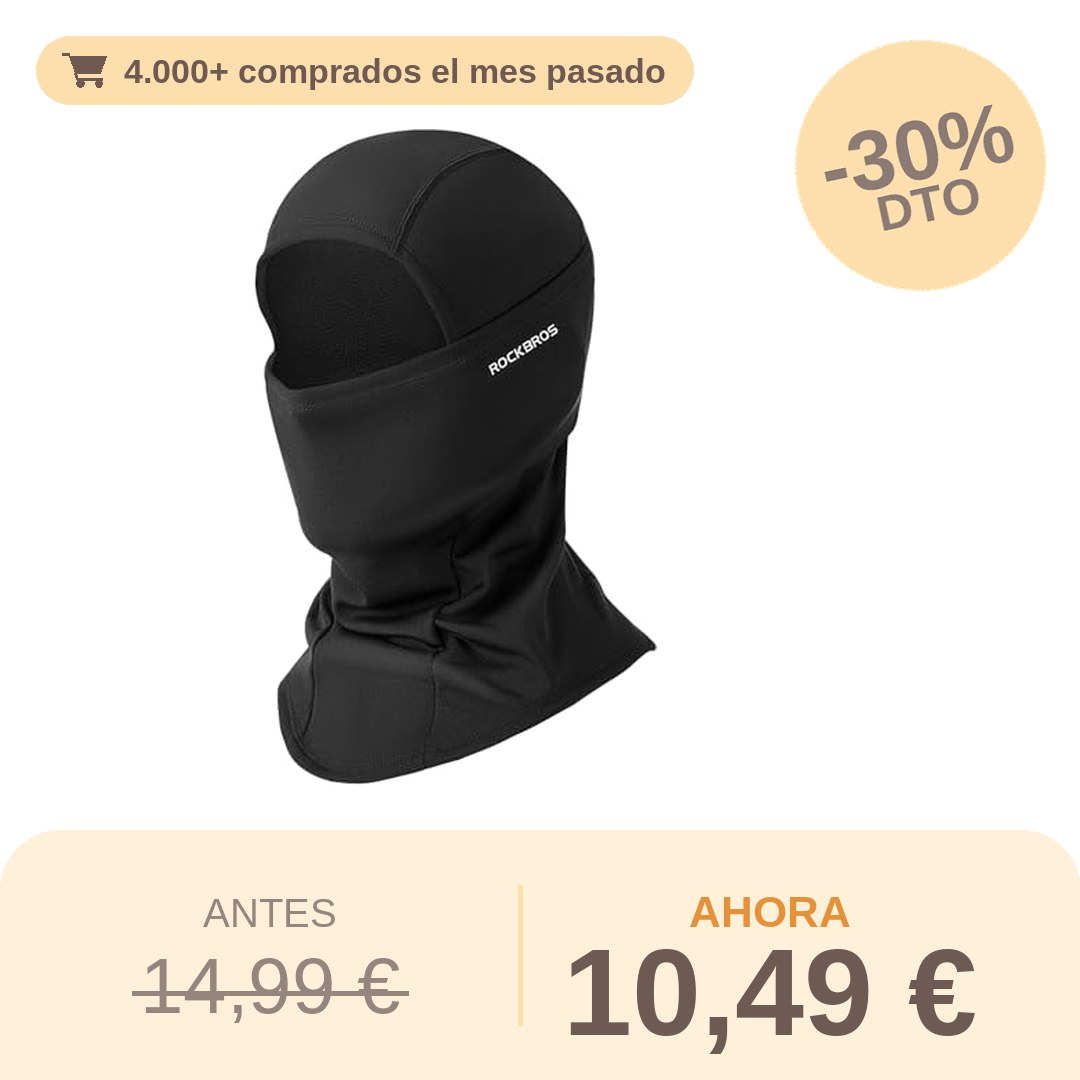 4.000+ comprados el mes pasado
-30%
DTO
ROCKBROS
ANTES
14,99 €
AHORA
10,49 €